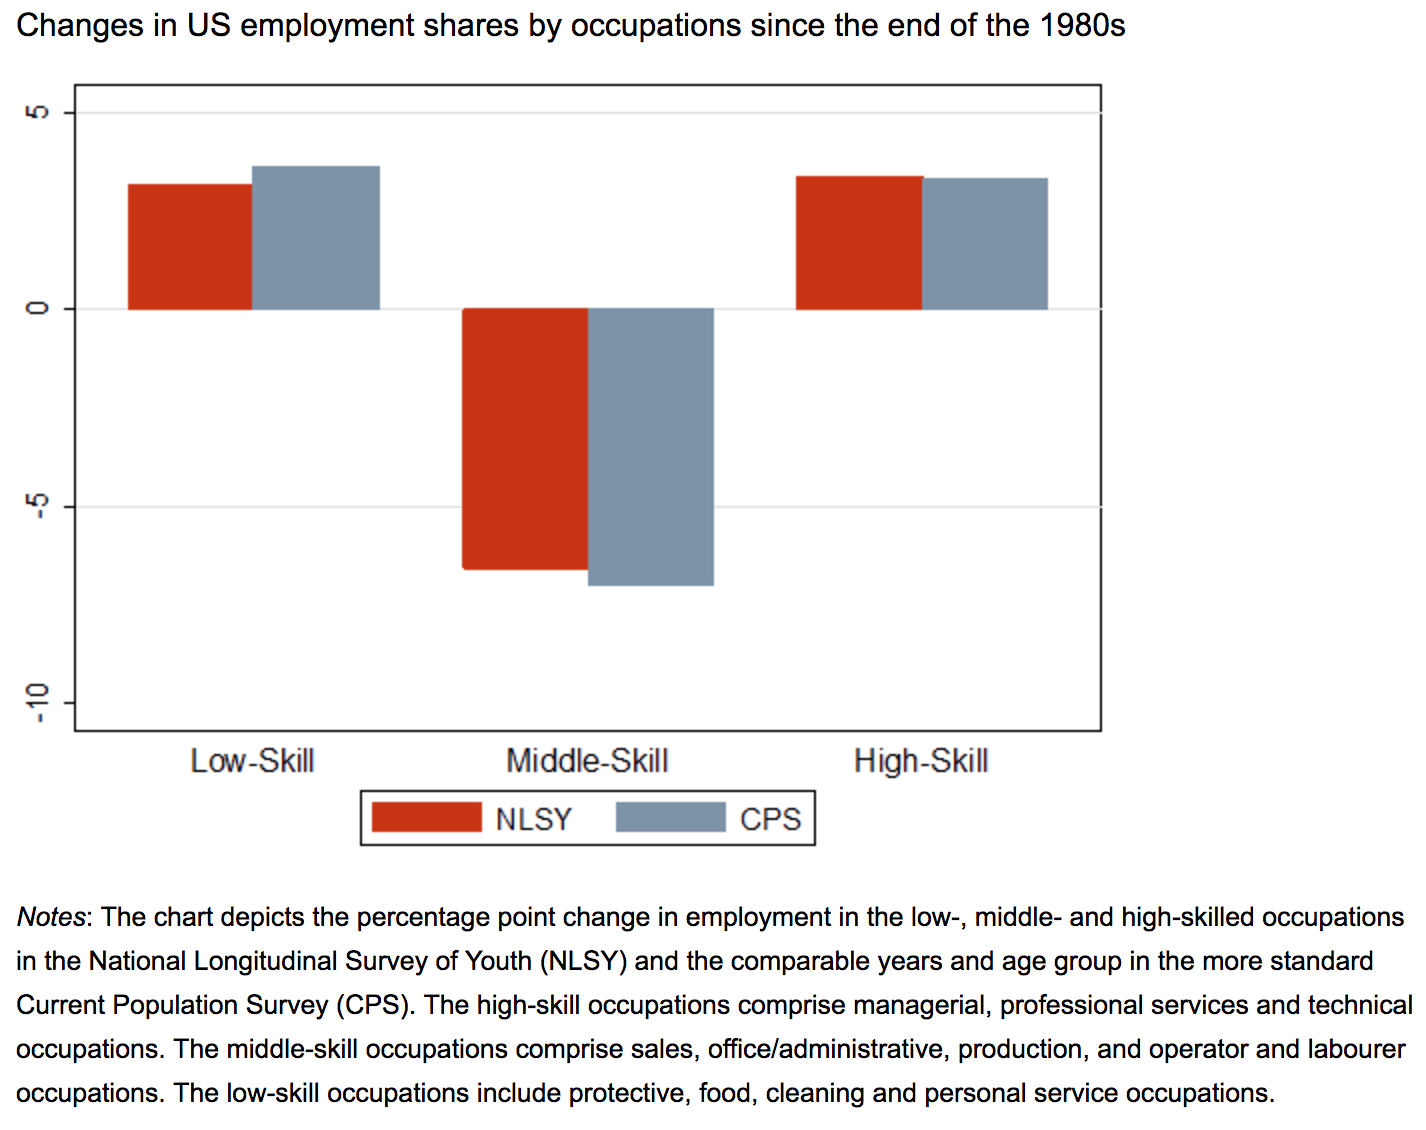 Changes in US employment shares by occupations since the end of the 1980s
5
0
-5
-10
Low-Skill Middle-Skill High-Skill
NLSY CPS
Notes: The chart depicts the percentage point change in employment in the low-, middle- and high-skilled occupations
in the National Longitudinal Survey of Youth (NLSY) and the comparable years and age group in the more standard
Current Population Survey (CPS). The high-skill occupations comprise managerial, professional services and technical
occupations. The middle-skill occupations comprise sales, office/administrative, production, and operator and labourer
occupations. The low-skill occupations include protective, food, cleaning and personal service occupations.